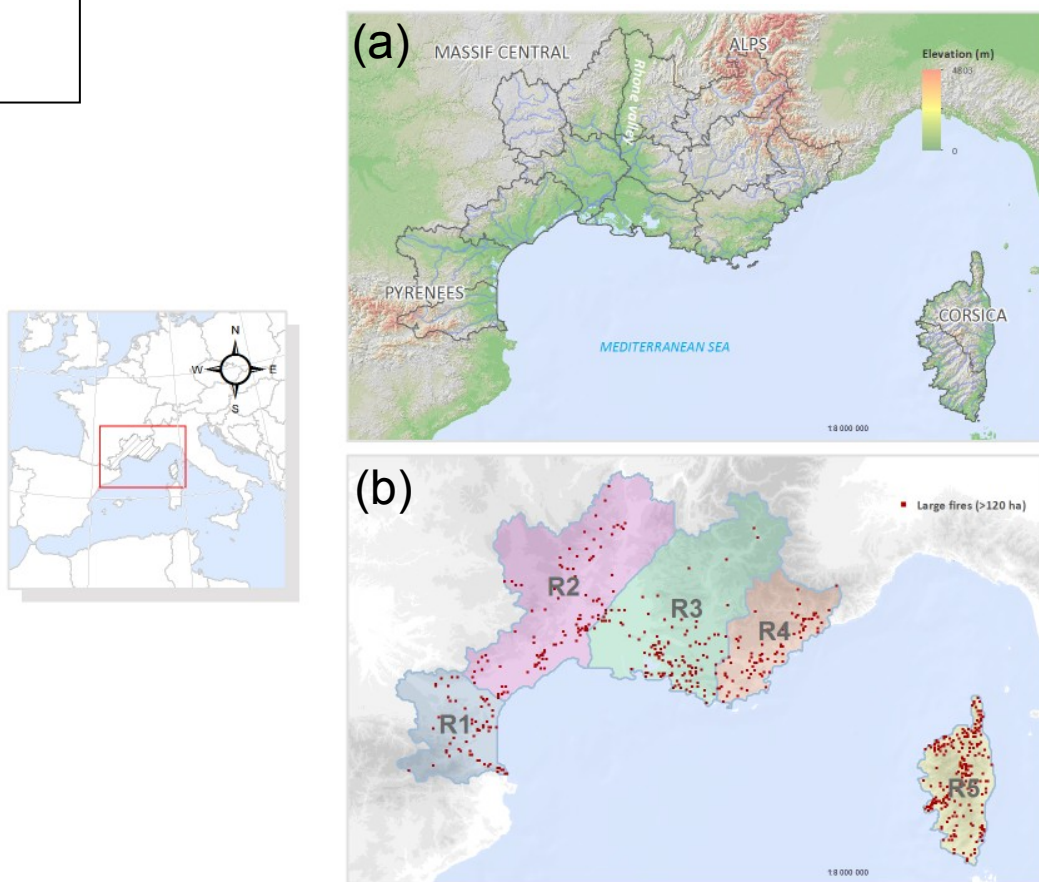 (a)
MASSIF CENTRAL
ALPS
Rhone valley
Elevation (m)
4803
0
PYRENEES
CORSICA
MEDITERRANEAN SEA
1:8 000 000
N
W
E
S
(b)
Large fires (>120 ha)
R2
R3
R4
R1
R5
1:8 000 000